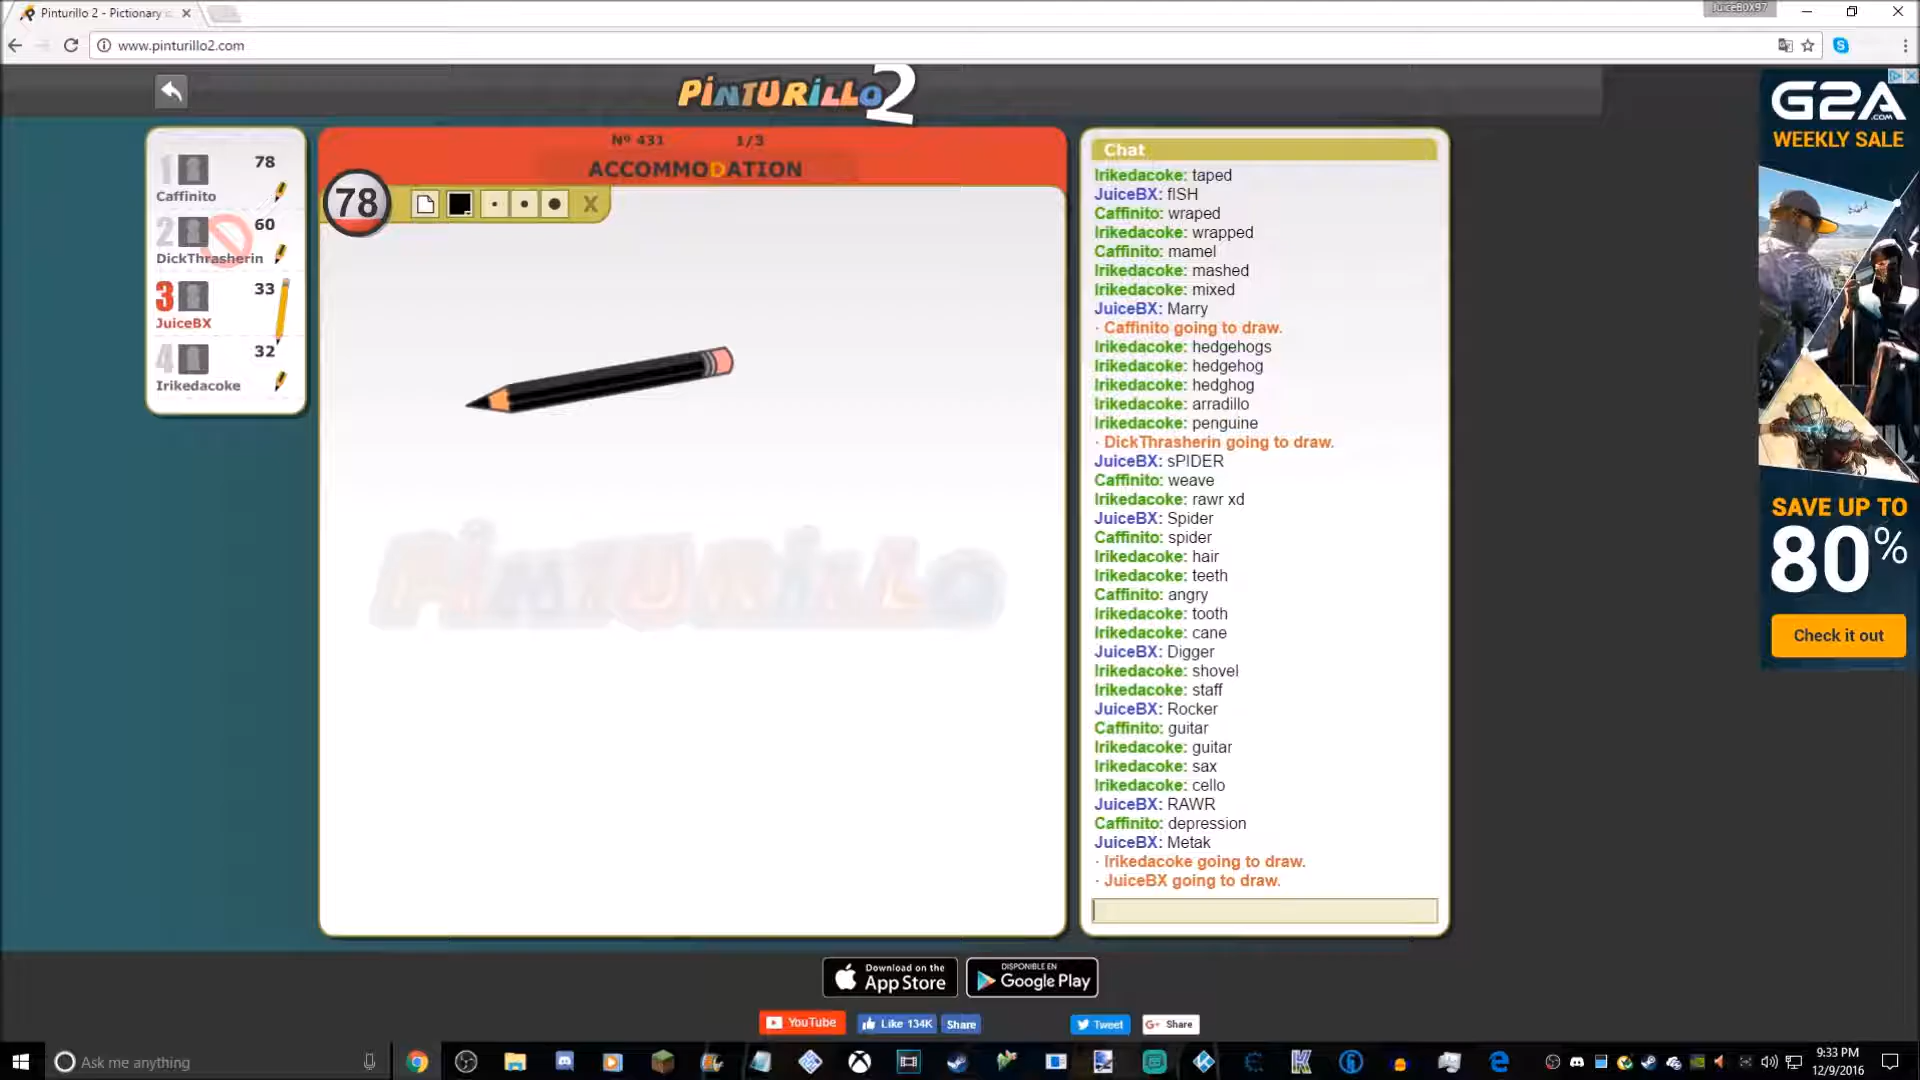 Pinturillo 2 - Pictionary
JuiceB0X97
www.pinturillo2.com
PinTURiLLo2
1
78
Caffinito
2
60
DickThrasherin
3
33
JuiceBX
4
32
Irikedacoke
Nº 431
1/3
ACCOMMODATION
78
X
PinTURiLLo
Chat
Irikedacoke: taped
JuiceBX: fISH
Caffinito: wraped
Irikedacoke: wrapped
Caffinito: mamel
Irikedacoke: mashed
Irikedacoke: mixed
JuiceBX: Marry
· Caffinito going to draw.
Irikedacoke: hedgehogs
Irikedacoke: hedgehog
Irikedacoke: hedghog
Irikedacoke: arradillo
Irikedacoke: penguine
· DickThrasherin going to draw.
JuiceBX: sPIDER
Caffinito: weave
Irikedacoke: rawr xd
JuiceBX: Spider
Caffinito: spider
Irikedacoke: hair
Irikedacoke: teeth
Caffinito: angry
Irikedacoke: tooth
Irikedacoke: cane
JuiceBX: Digger
Irikedacoke: shovel
Irikedacoke: staff
JuiceBX: Rocker
Caffinito: guitar
Irikedacoke: guitar
Irikedacoke: sax
Irikedacoke: cello
JuiceBX: RAWR
Caffinito: depression
JuiceBX: Metak
· Irikedacoke going to draw.
· JuiceBX going to draw.
G2A
.COM
WEEKLY SALE
SAVE UP TO
80%
Check it out
Download on the
App Store
DISPONIBLE EN
Google Play
YouTube
Like 134K
Share
Tweet
G+ Share
Ask me anything
9:33 PM
12/9/2016